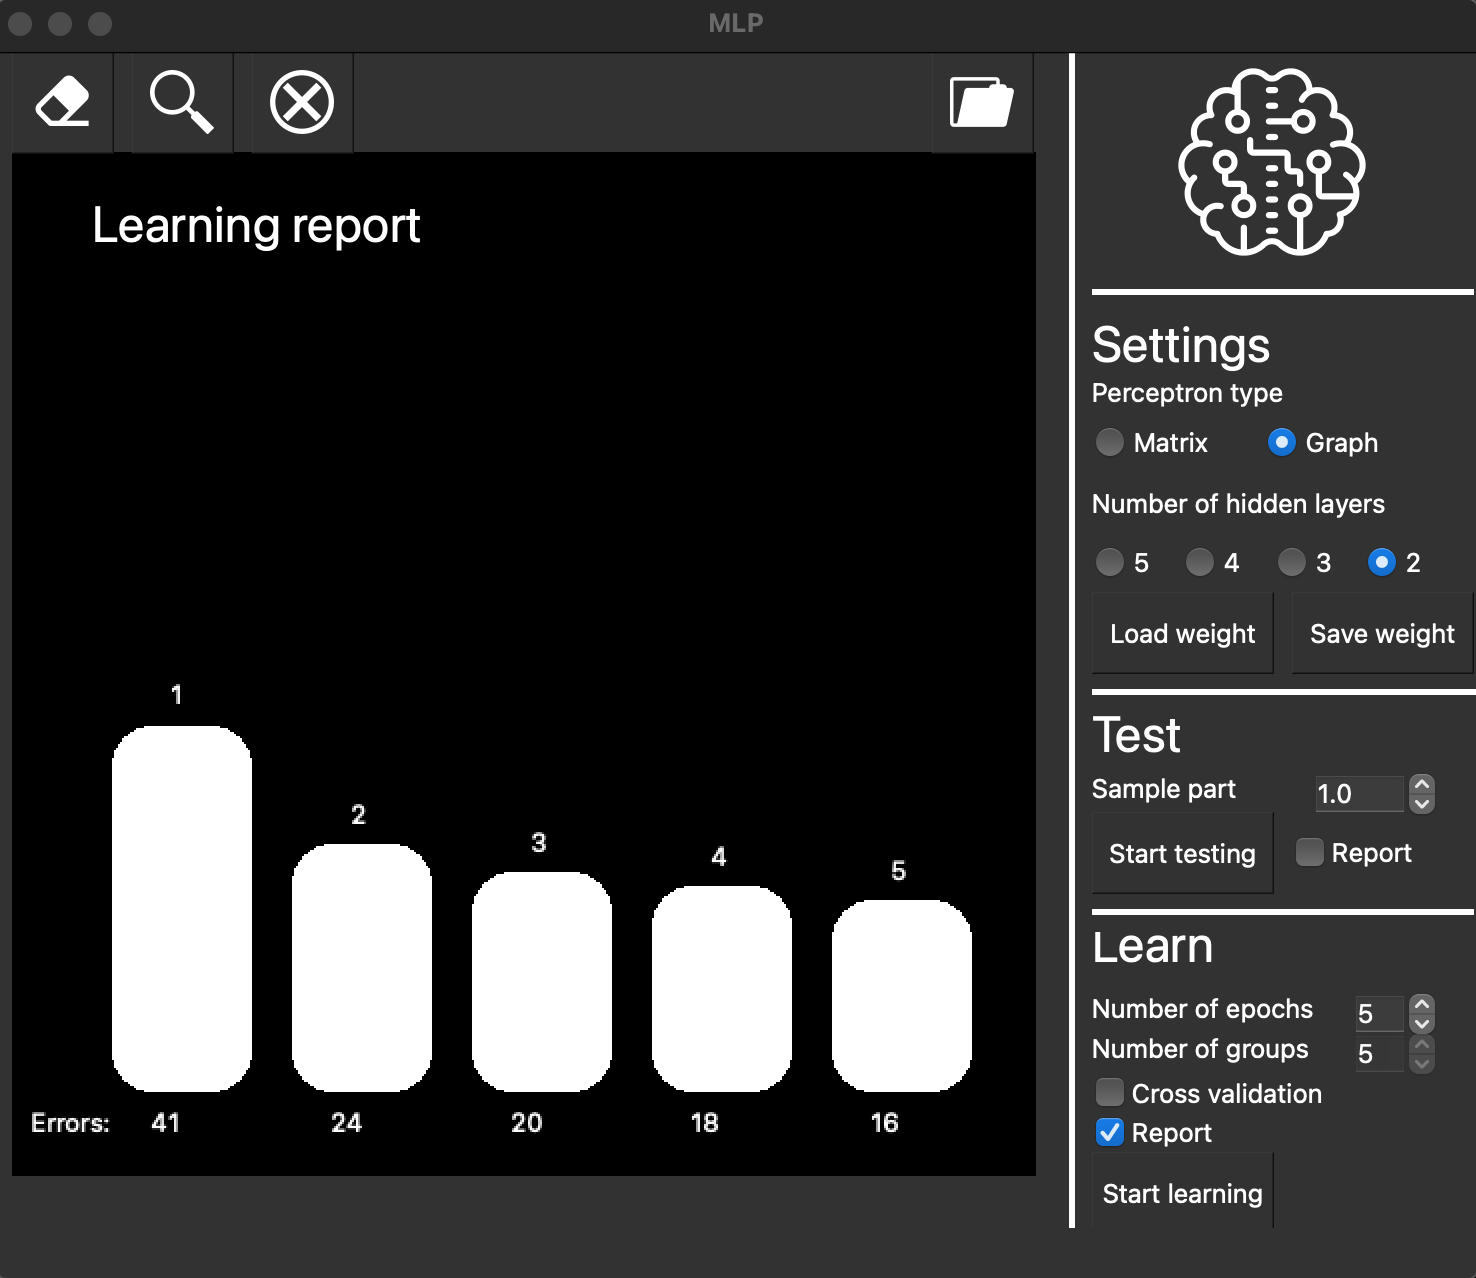 MLP
Learning report
1
2
3
4
5
Errors: 41 24 20 18 16
Settings
Perceptron type
Matrix Graph
Number of hidden layers
5 4 3 2
Load weight Save weight
Test
Sample part 1.0
Start testing Report
Learn
Number of epochs 5
Number of groups 5
Cross validation
Report
Start learning